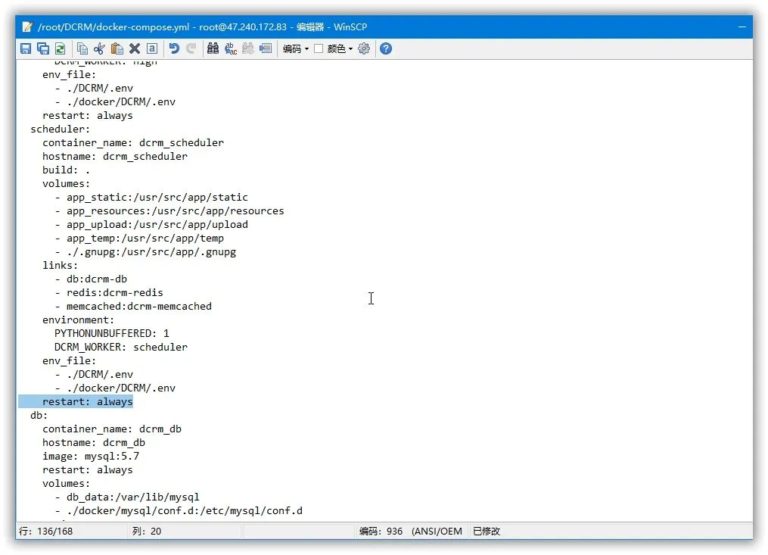 /root/DCRM/docker-compose.yml - root@47.240.172.83 - 编辑器 - WinSCP
编码 颜色
DCRM_WORKER: high
env_file:
- ./DCRM/.env
- ./docker/DCRM/.env
restart: always
scheduler:
container_name: dcrm_scheduler
hostname: dcrm_scheduler
build: .
volumes:
- app_static:/usr/src/app/static
- app_resources:/usr/src/app/resources
- app_upload:/usr/src/app/upload
- app_temp:/usr/src/app/temp
- ./.gnupg:/usr/src/app/.gnupg
links:
- db:dcrm-db
- redis:dcrm-redis
- memcached:dcrm-memcached
environment:
PYTHONUNBUFFERED: 1
DCRM_WORKER: scheduler
env_file:
- ./DCRM/.env
- ./docker/DCRM/.env
restart: always
db:
container_name: dcrm_db
hostname: dcrm_db
image: mysql:5.7
restart: always
volumes:
- db_data:/var/lib/mysql
- ./docker/mysql/conf.d:/etc/mysql/conf.d
行: 136/168 列: 20 编码: 936 (ANSI/OEM 已修改